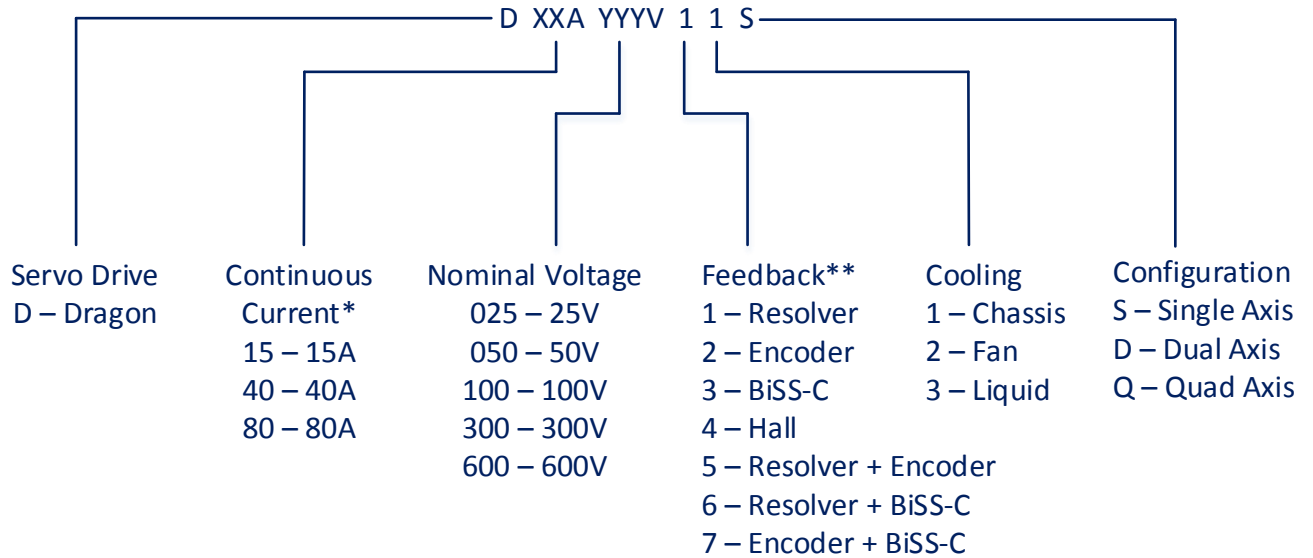 D XXA YYYV 1 1 S
Servo Drive
D – Dragon
Continuous
Current*
15 – 15A
40 – 40A
80 – 80A
Nominal Voltage
025 – 25V
050 – 50V
100 – 100V
300 – 300V
600 – 600V
Feedback**
1 – Resolver
2 – Encoder
3 – BiSS-C
4 – Hall
5 – Resolver + Encoder
6 – Resolver + BiSS-C
7 – Encoder + BiSS-C
Cooling
1 – Chassis
2 – Fan
3 – Liquid
Configuration
S – Single Axis
D – Dual Axis
Q – Quad Axis